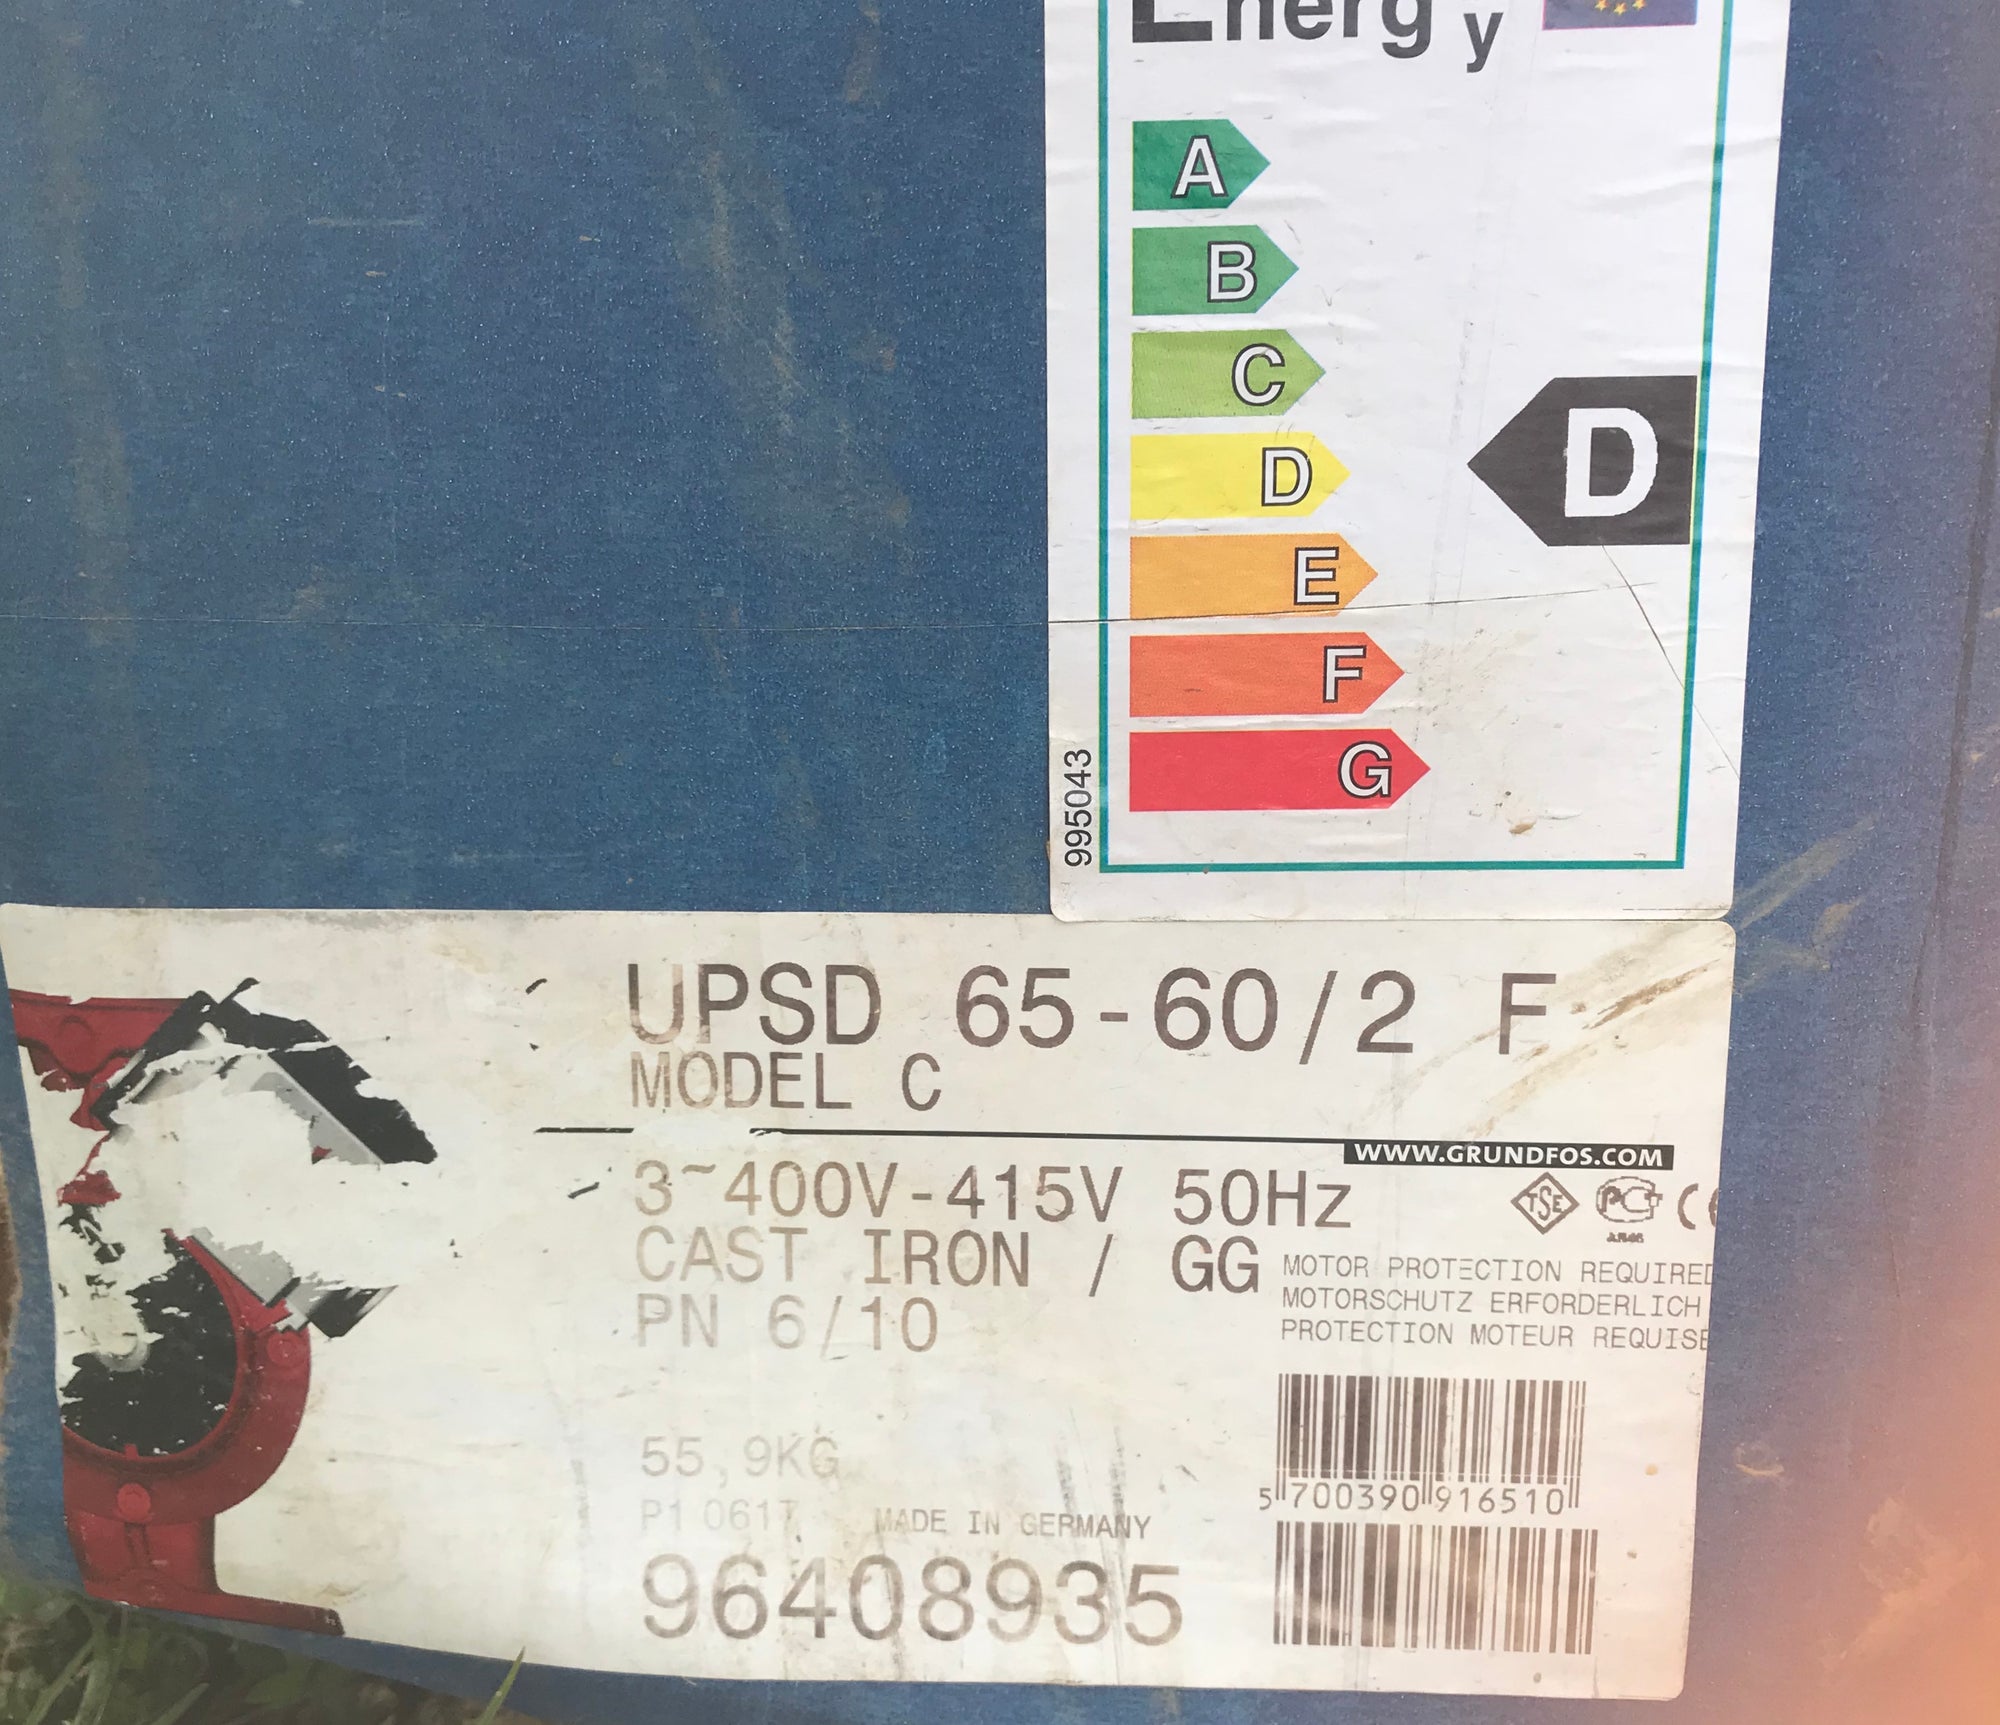 Energy
A
B
C
D
D
E
F
G
995043
UPSD 65-60/2 F
MODEL C
WWW.GRUNDFOS.COM
3~400V-415V 50Hz
TSE
CAST IRON / GG
PN 6/10
MOTOR PROTECTION REQUIRED
MOTORSCHUTZ ERFORDERLICH
PROTECTION MOTEUR REQUISE
55,9KG
5 700390 916510
P1 0617 MADE IN GERMANY
96408935